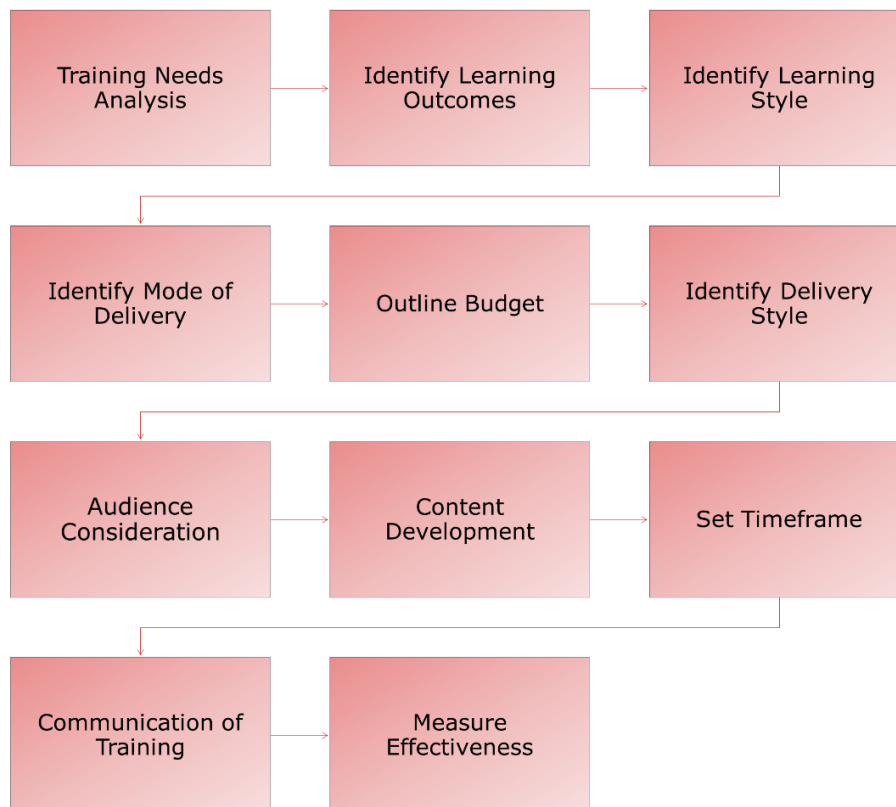 Training Needs
Analysis
Identify Learning
Outcomes
Identify Learning
Style
Identify Mode of
Delivery
Outline Budget
Identify Delivery
Style
Audience
Consideration
Content
Development
Set Timeframe
Communication of
Training
Measure
Effectiveness